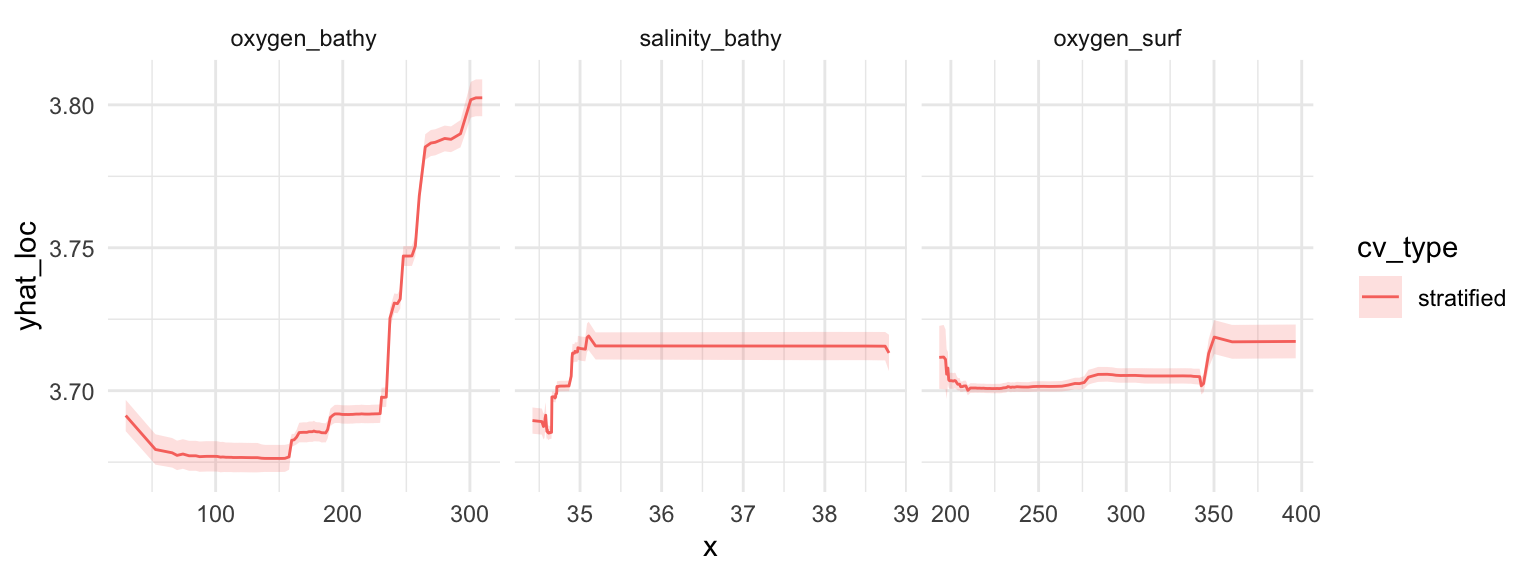 oxygen_bathy salinity_bathy oxygen_surf
3.80
3.75
3.70
yhat_loc
100 200 300 35 36 37 38 39 200 250 300 350 400
x
cv_type
stratified